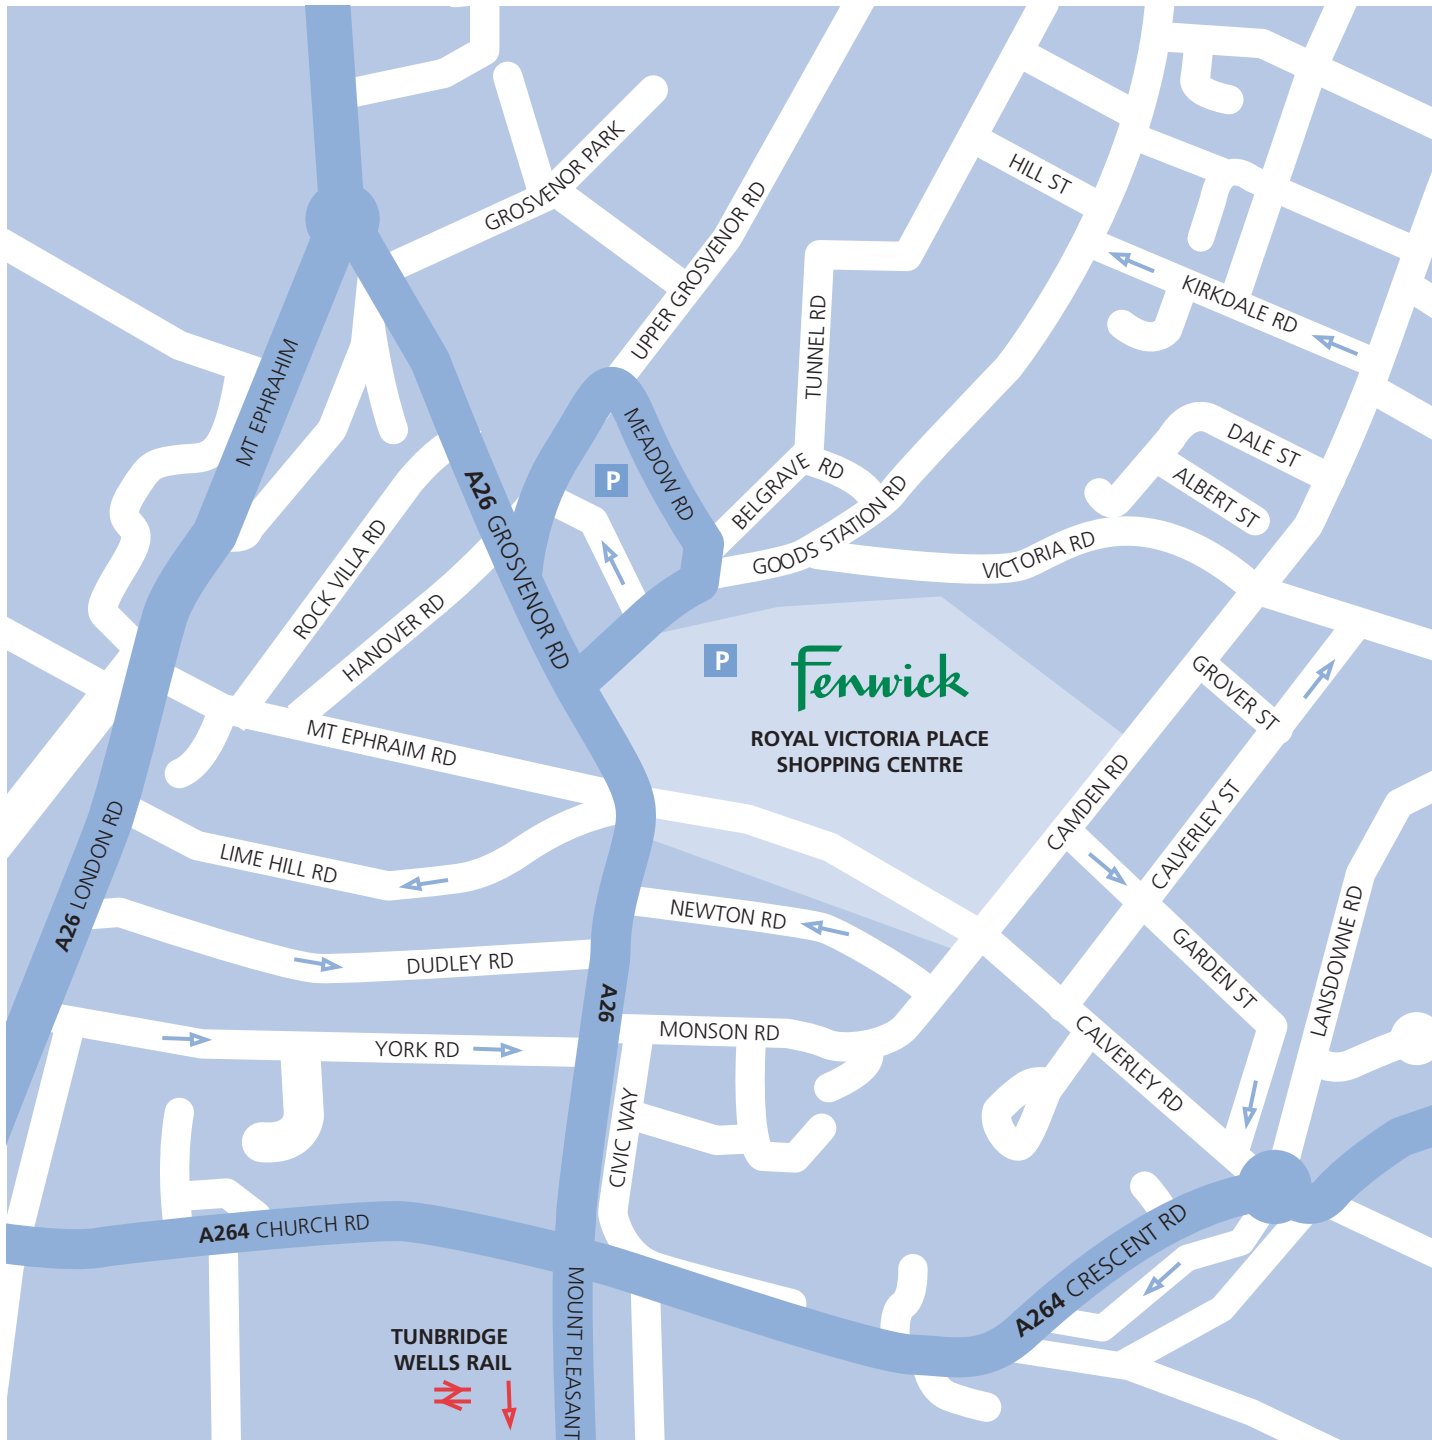 GROSVENOR PARK
UPPER GROSVENOR RD
HILL ST
KIRKDALE RD
MT EPHRAHIM
TUNNEL RD
MEADOW RD
A26 GROSVENOR RD
P
BELGRAVE RD
GOODS STATION RD
DALE ST
ALBERT ST
VICTORIA RD
ROCK VILLA RD
HANOVER RD
P
Fenwick
ROYAL VICTORIA PLACE
SHOPPING CENTRE
GROVER ST
MT EPHRAIM RD
CAMDEN RD
CALVERLEY ST
A26 LONDON RD
LIME HILL RD
NEWTON RD
DUDLEY RD
GARDEN ST
LANSDOWNE RD
A26
MONSON RD
YORK RD
CALVERLEY RD
CIVIC WAY
A264 CHURCH RD
A264 CRESCENT RD
MOUNT PLEASANT
TUNBRIDGE
WELLS RAIL